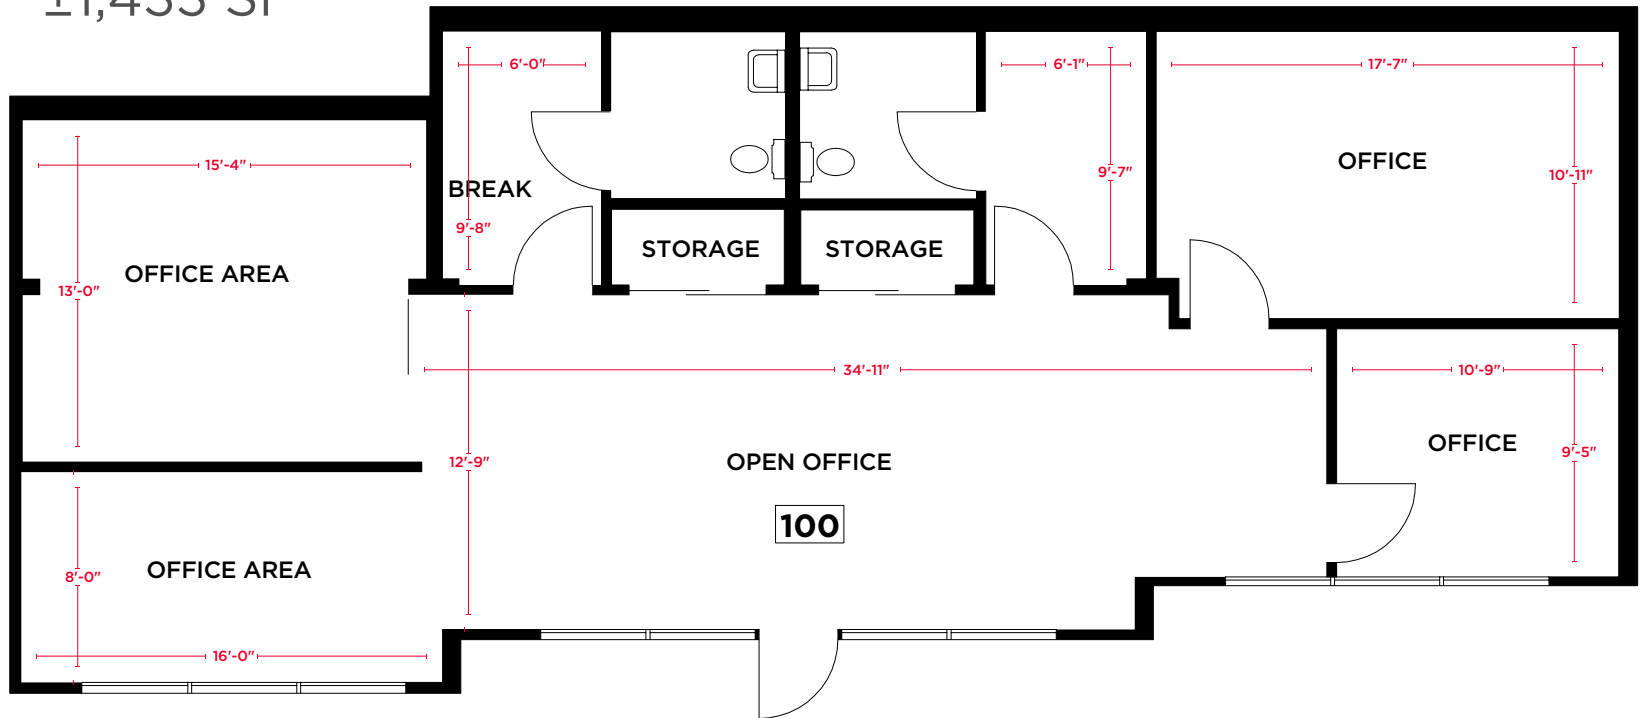 6'-0"
6'-1"
17'-7"
15'-4"
OFFICE
9'-7"
10'-11"
BREAK
9'-8"
STORAGE
STORAGE
OFFICE AREA
13'-0"
34'-11"
10'-9"
OFFICE
9'-5"
12'-9"
OPEN OFFICE
100
OFFICE AREA
8'-0"
16'-0"